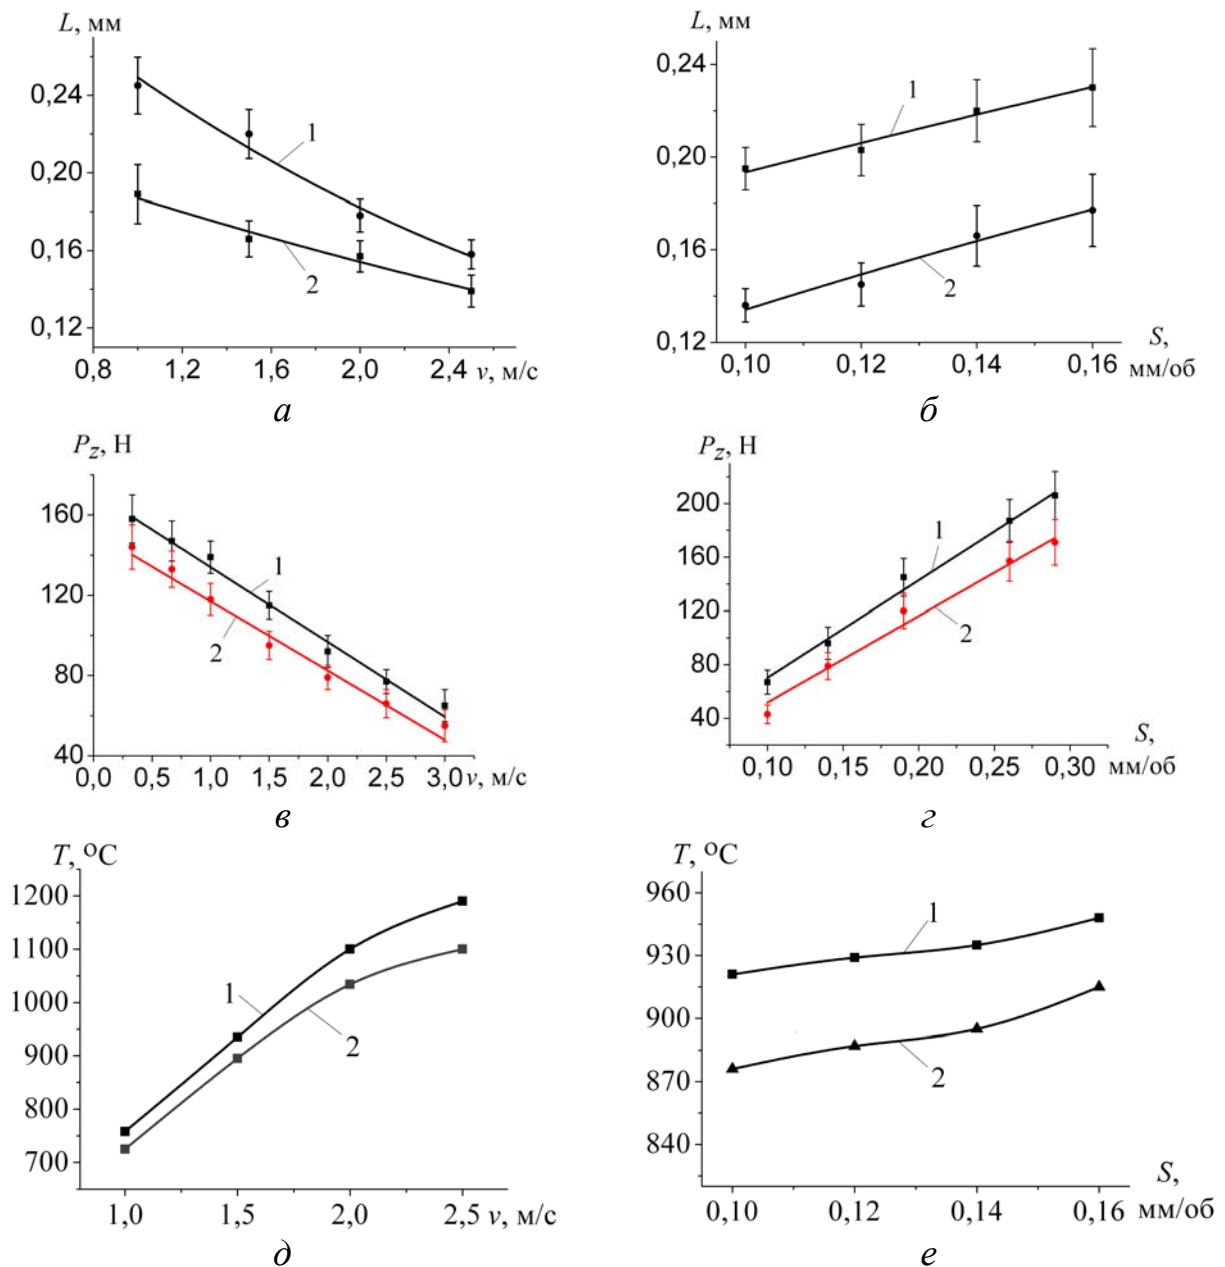 L, мм
0,24
0,20
0,16
0,12
1
2
0,8 1,2 1,6 2,0 2,4 v, м/с
а
L, мм
0,24
0,20
0,16
0,12
1
2
S,
0,10 0,12 0,14 0,16 мм/об
б
Pz, Н
160
120
80
40
1
2
0,0 0,5 1,0 1,5 2,0 2,5 3,0 v, м/с
в
Pz, Н
200
160
120
80
40
1
2
S,
0,10 0,15 0,20 0,25 0,30 мм/об
г
T, °C
1200
1100
1000
900
800
700
1
2
1,0 1,5 2,0 2,5 v, м/с
д
T, °C
960
930
900
870
840
1
2
S,
0,10 0,12 0,14 0,16 мм/об
е